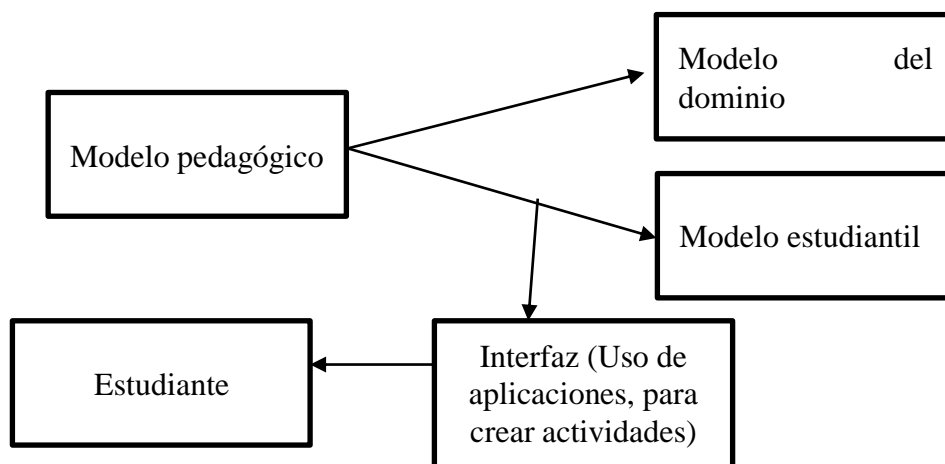 Modelo del
dominio
Modelo pedagógico
Modelo estudiantil
Estudiante
Interfaz (Uso de
aplicaciones, para
crear actividades)